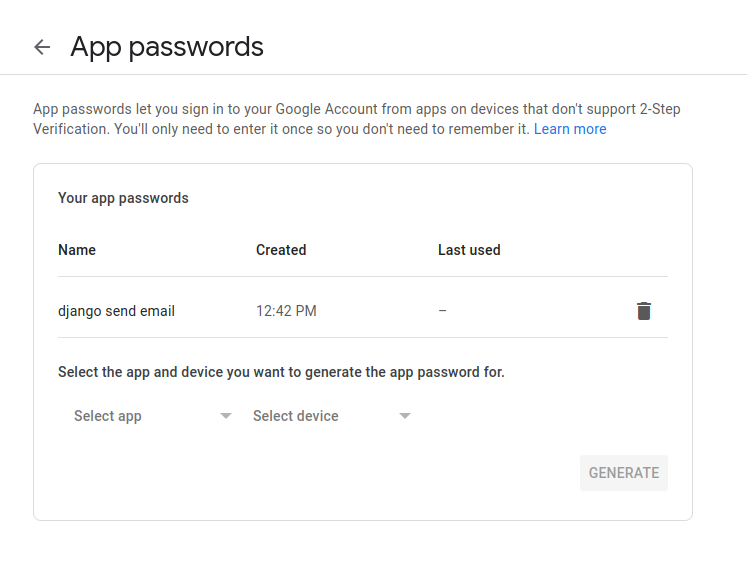 App passwords
App passwords let you sign in to your Google Account from apps on devices that don't support 2-Step
Verification. You'll only need to enter it once so you don't need to remember it. Learn more
Your app passwords
Name Created Last used
django send email 12:42 PM –
Select the app and device you want to generate the app password for.
Select app Select device
GENERATE